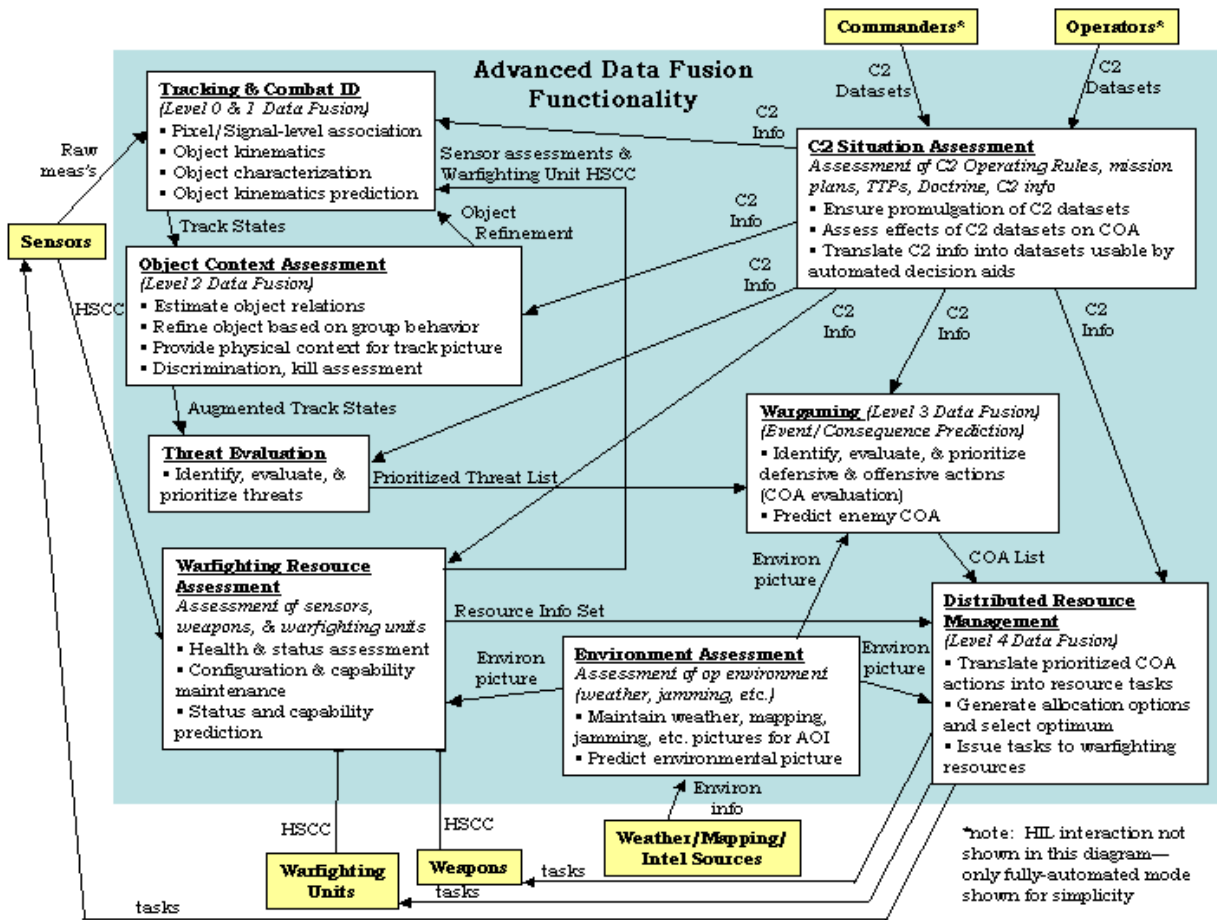 Commanders*
Operators*
Advanced Data Fusion
Functionality
C2
Datasets
C2
Datasets
Tracking & Combat ID
(Level 0 & 1 Data Fusion)
▪ Pixel/Signal-level association
▪ Object kinematics
▪ Object characterization
▪ Object kinematics prediction
C2
Info
Raw
meas's
Sensor assessments &
Warfighting Unit HSCC
C2 Situation Assessment
Assessment of C2 Operating Rules, mission
plans, TTPs, Doctrine, C2 info
▪ Ensure promulgation of C2 datasets
▪ Assess effects of C2 datasets on COA
▪ Translate C2 info into datasets usable by
automated decision aids
Sensors
Track States
Object
Refinement
C2
Info
Object Context Assessment
(Level 2 Data Fusion)
▪ Estimate object relations
▪ Refine object based on group behavior
▪ Provide physical context for track picture
▪ Discrimination, kill assessment
HSCC
C2
Info
C2
Info
C2
Info
C2
Info
Augmented Track States
Threat Evaluation
▪ Identify, evaluate, &
prioritize threats
Prioritized Threat List
Wargaming (Level 3 Data Fusion)
(Event/Consequence Prediction)
▪ Identify, evaluate, & prioritize
defensive & offensive actions
(COA evaluation)
▪ Predict enemy COA
Environ
picture
COA List
Warfighting Resource
Assessment
Assessment of sensors,
weapons, & warfighting units
▪ Health & status assessment
▪ Configuration & capability
maintenance
▪ Status and capability
prediction
Resource Info Set
Environ
picture
Environment Assessment
Assessment of op environment
(weather, jamming, etc.)
▪ Maintain weather, mapping,
jamming, etc. pictures for AOI
▪ Predict environmental picture
Environ
picture
Distributed Resource
Management
(Level 4 Data Fusion)
▪ Translate prioritized COA
actions into resource tasks
▪ Generate allocation options
and select optimum
▪ Issue tasks to warfighting
resources
Environ
info
HSCC
HSCC
Warfighting
Units
Weapons
Weather/Mapping/
Intel Sources
tasks
tasks
tasks
*note: HIL interaction not
shown in this diagram—
only fully-automated mode
shown for simplicity